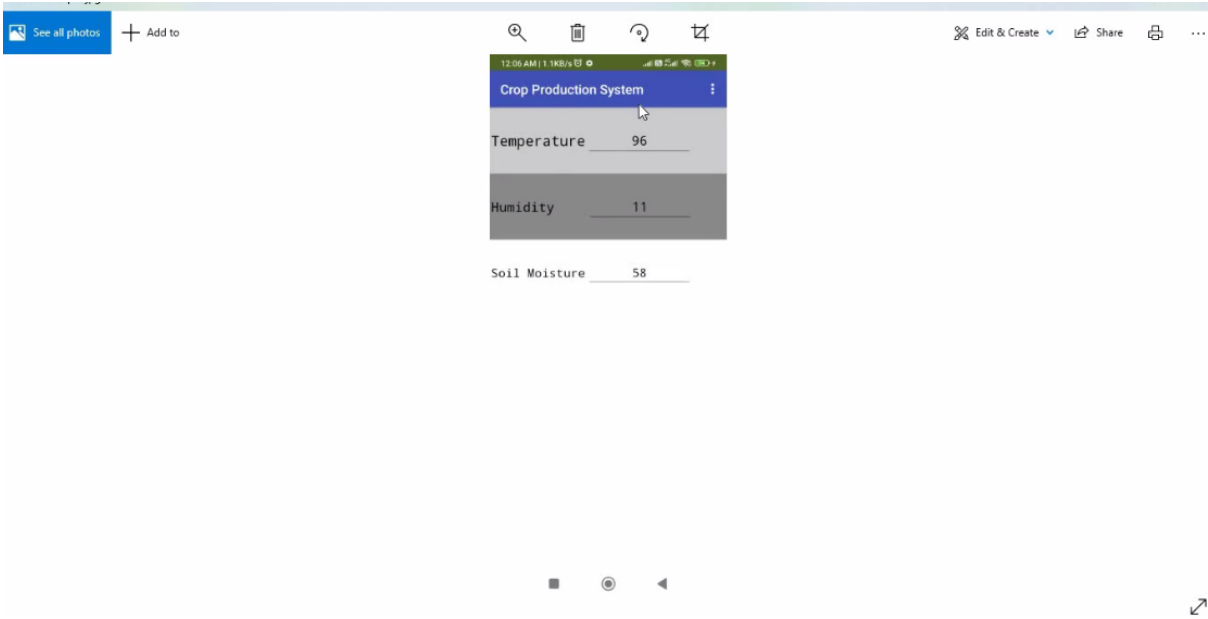 See all photos
Add to
Edit & Create
Share
12:06 AM | 1.1KB/s
Crop Production System
Temperature 96
Humidity 11
Soil Moisture 58